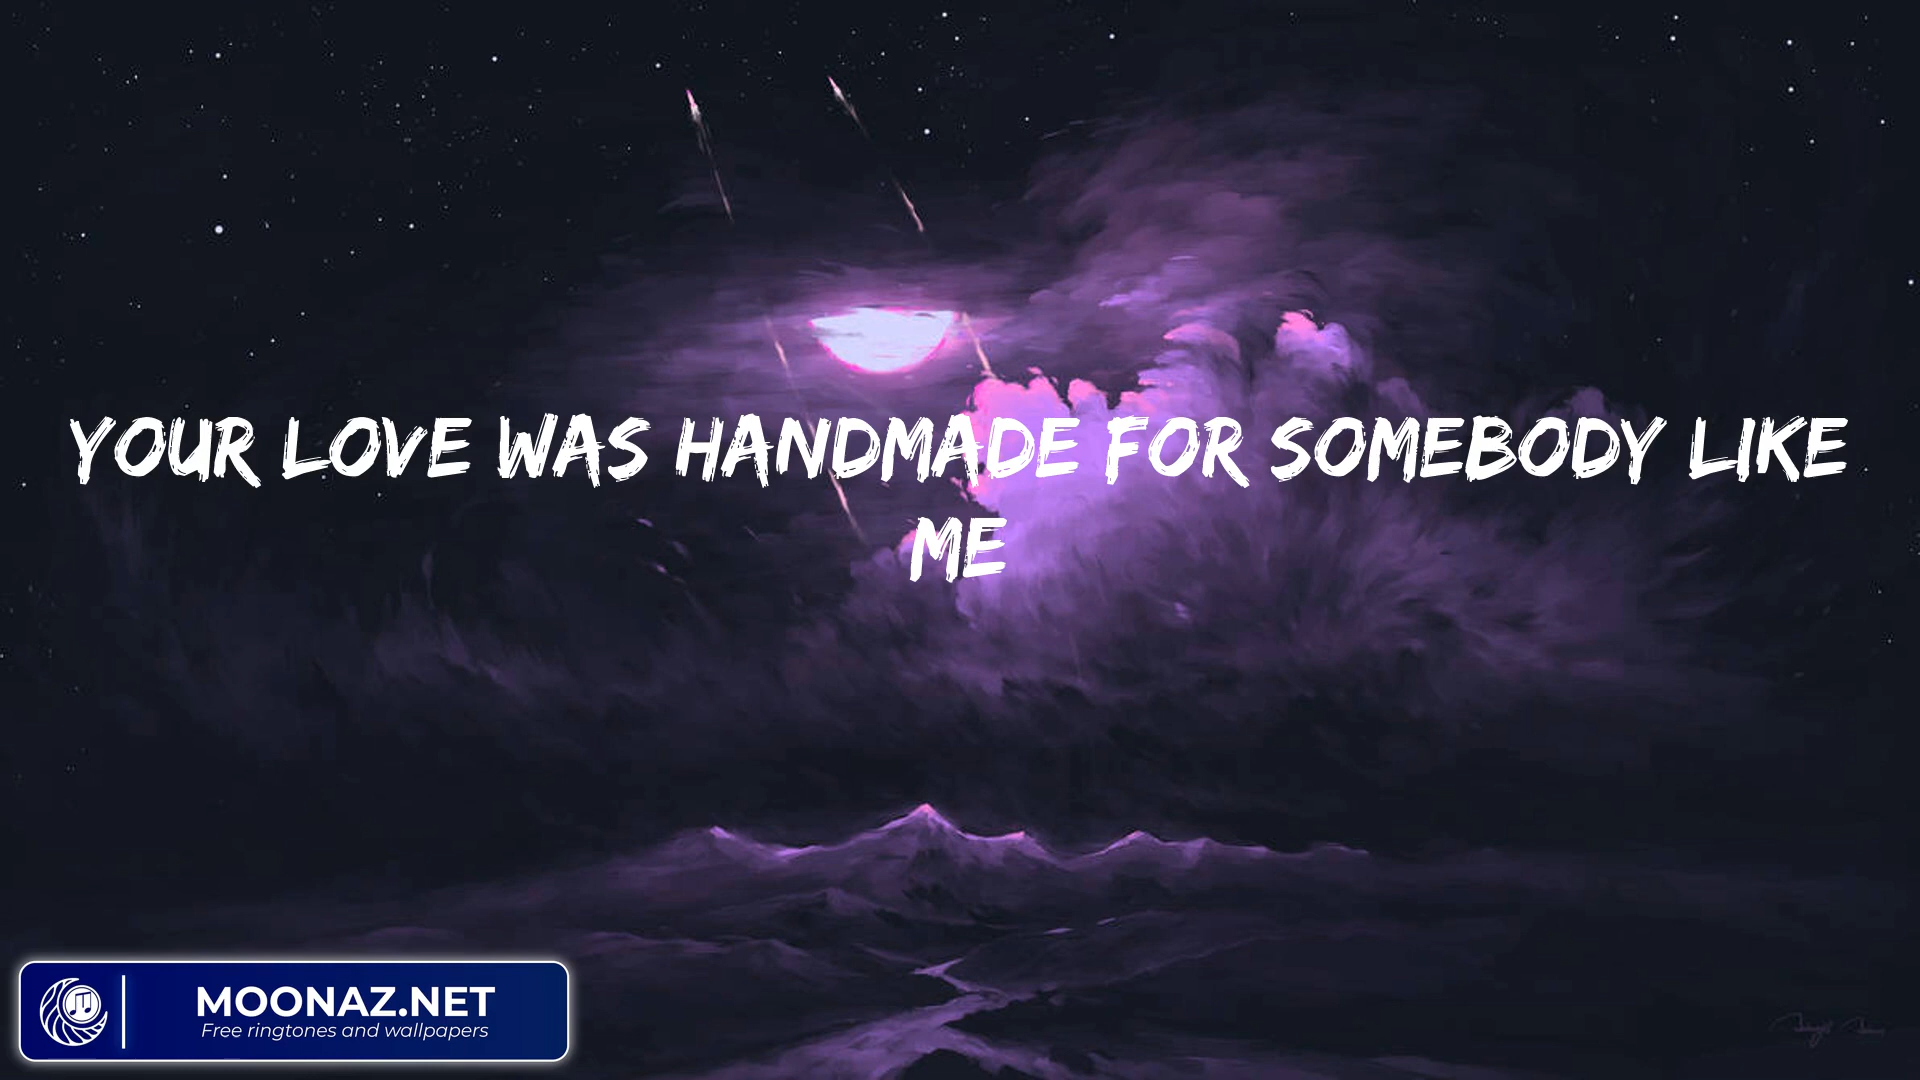 YOUR LOVE WAS HANDMADE FOR SOMEBODY LIKE
ME
MOONAZ.NET
Free ringtones and wallpapers